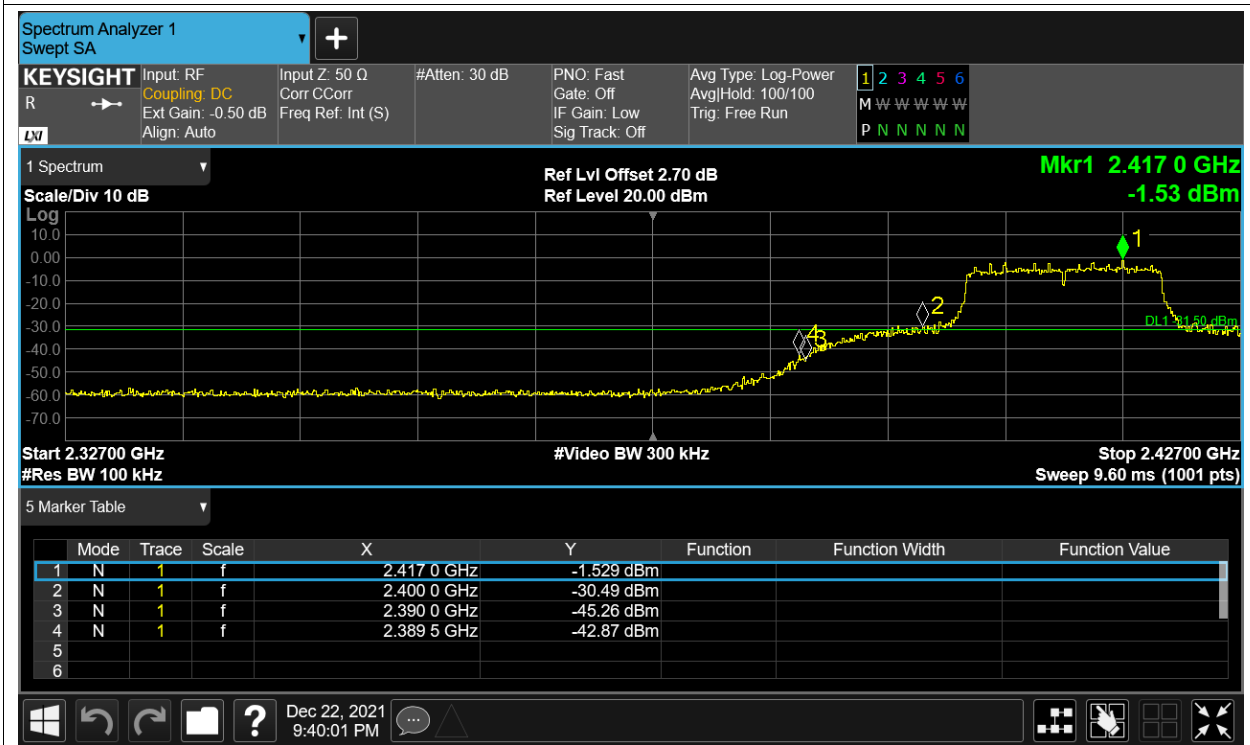 Spectrum Analyzer 1
Swept SA
+
KEYSIGHT
R
LXI
Input: RF
Coupling: DC
Ext Gain: -0.50 dB
Align: Auto
Input Z: 50 Ω
Corr CCorr
Freq Ref: Int (S)
#Atten: 30 dB
PNO: Fast
Gate: Off
IF Gain: Low
Sig Track: Off
Avg Type: Log-Power
Avg|Hold: 100/100
Trig: Free Run
1 2 3 4 5 6
M W W W W W
P N N N N N
1 Spectrum
Scale/Div 10 dB
Ref Lvl Offset 2.70 dB
Ref Level 20.00 dBm
Mkr1 2.417 0 GHz
-1.53 dBm
Log
10.0
0.00
-10.0
-20.0
-30.0
-40.0
-50.0
-60.0
-70.0
1
2
4
3
DL1 -31.50 dBm
Start 2.32700 GHz
#Res BW 100 kHz
#Video BW 300 kHz
Stop 2.42700 GHz
Sweep 9.60 ms (1001 pts)
5 Marker Table
Mode Trace Scale X Y Function Function Width Function Value
1 N 1 f 2.417 0 GHz -1.529 dBm
2 N 1 f 2.400 0 GHz -30.49 dBm
3 N 1 f 2.390 0 GHz -45.26 dBm
4 N 1 f 2.389 5 GHz -42.87 dBm
5
6
?
Dec 22, 2021
9:40:01 PM